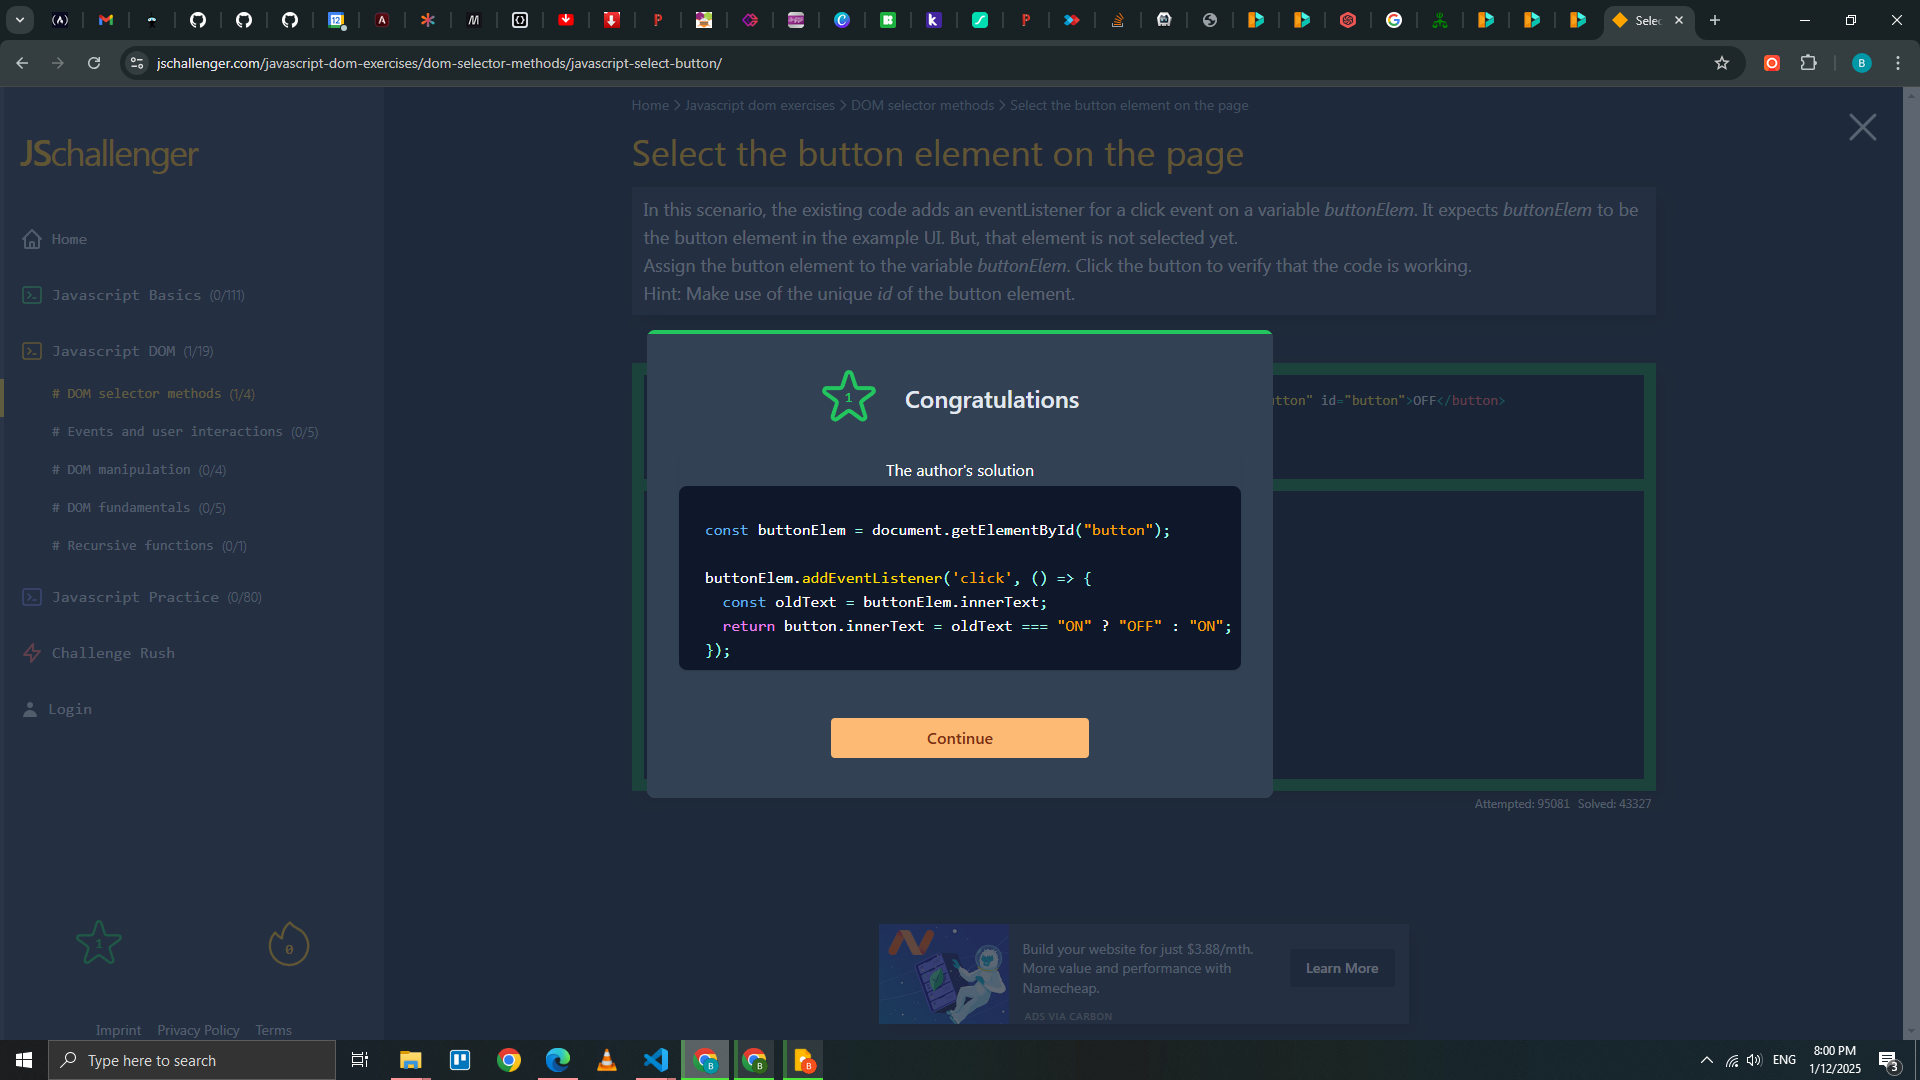 Selec
jschallenger.com/javascript-dom-exercises/dom-selector-methods/javascript-select-button/
B
Home > Javascript dom exercises > DOM selector methods > Select the button element on the page
JSchallenger
Select the button element on the page
In this scenario, the existing code adds an eventListener for a click event on a variable buttonElem. It expects buttonElem to be
the button element in the example UI. But, that element is not selected yet.
Assign the button element to the variable buttonElem. Click the button to verify that the code is working.
Hint: Make use of the unique id of the button element.
Home
Javascript Basics (0/111)
Javascript DOM (1/19)
# DOM selector methods (1/4)
# Events and user interactions (0/5)
# DOM manipulation (0/4)
# DOM fundamentals (0/5)
# Recursive functions (0/1)
Javascript Practice (0/80)
Challenge Rush
Login
1
0
Imprint Privacy Policy Terms
utton" id="button">OFF</button>
1
Congratulations
The author's solution
const buttonElem = document.getElementById("button");
buttonElem.addEventListener('click', () => {
const oldText = buttonElem.innerText;
return button.innerText = oldText === "ON" ? "OFF" : "ON";
});
Continue
Attempted: 95081 Solved: 43327
Build your website for just $3.88/mth.
More value and performance with
Namecheap.
ADS VIA CARBON
Learn More
Type here to search
ENG
8:00 PM
1/12/2025
3